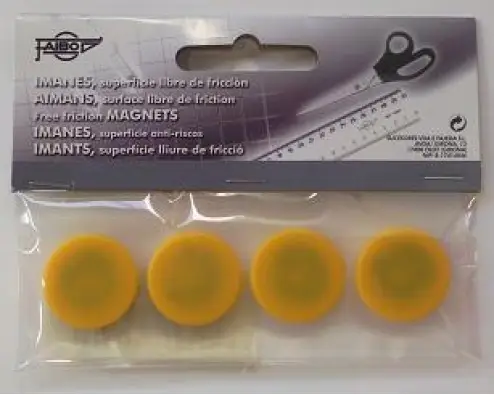 FAIBO
IMANES, superficie libre de fricción
AIMANS, surface libre de friction
Free friction MAGNETS
IMANES, superficie anti-riscos
IMANTS, superfície lliure de fricció